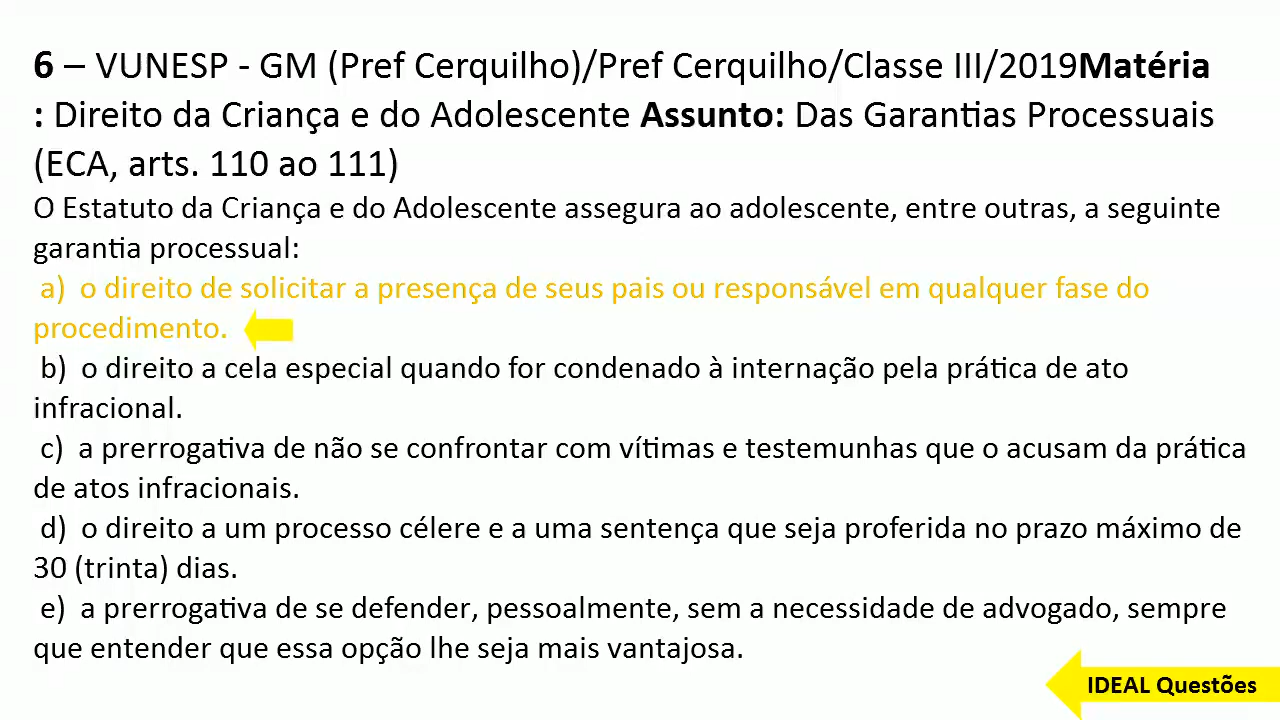 6 – VUNESP - GM (Pref Cerquilho)/Pref Cerquilho/Classe III/2019Matéria
: Direito da Criança e do Adolescente Assunto: Das Garantias Processuais
(ECA, arts. 110 ao 111)
O Estatuto da Criança e do Adolescente assegura ao adolescente, entre outras, a seguinte
garantia processual:
a) o direito de solicitar a presença de seus pais ou responsável em qualquer fase do
procedimento.
b) o direito a cela especial quando for condenado à internação pela prática de ato
infracional.
c) a prerrogativa de não se confrontar com vítimas e testemunhas que o acusam da prática
de atos infracionais.
d) o direito a um processo célere e a uma sentença que seja proferida no prazo máximo de
30 (trinta) dias.
e) a prerrogativa de se defender, pessoalmente, sem a necessidade de advogado, sempre
que entender que essa opção lhe seja mais vantajosa.
IDEAL Questões